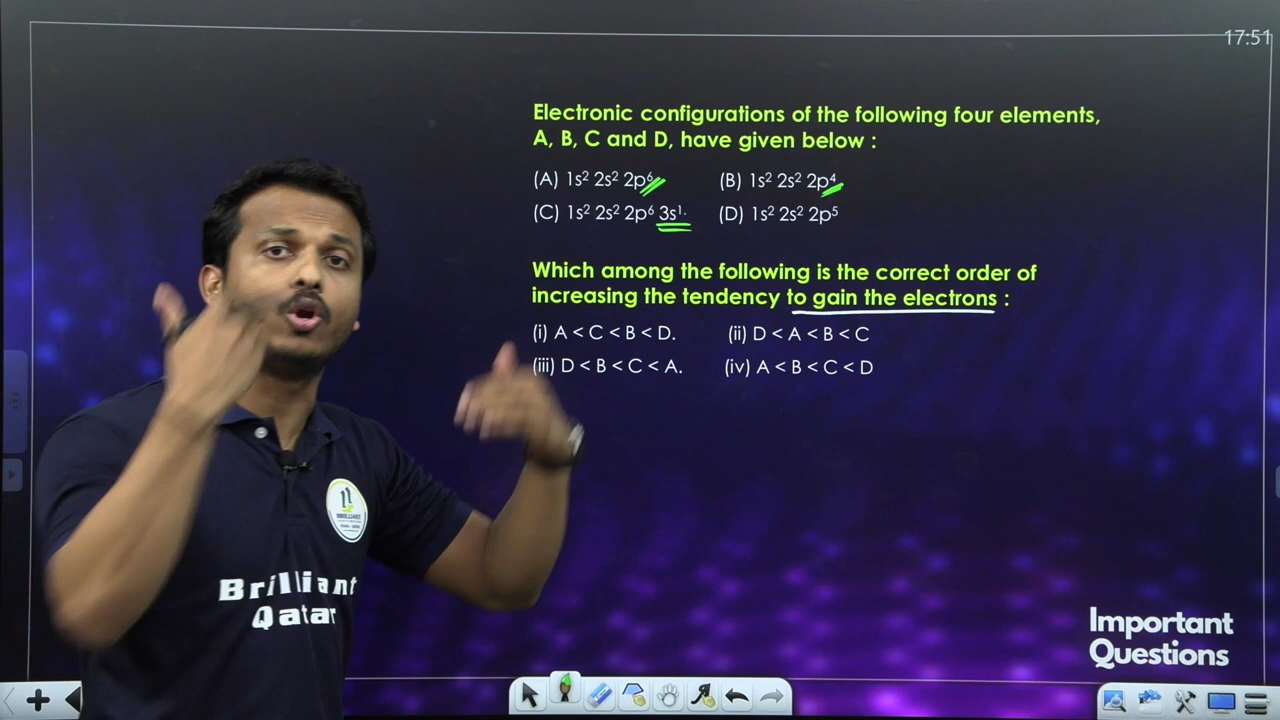 17:51
Electronic configurations of the following four elements,
A, B, C and D, have given below :
(A) 1s² 2s² 2p⁶ (B) 1s² 2s² 2p⁴
(C) 1s² 2s² 2p⁶ 3s¹. (D) 1s² 2s² 2p⁵
Which among the following is the correct order of
increasing the tendency to gain the electrons :
(i) A < C < B < D. (ii) D < A < B < C
(iii) D < B < C < A. (iv) A < B < C < D
BRILLIANT
Brilliant
Qatar
Important
Questions